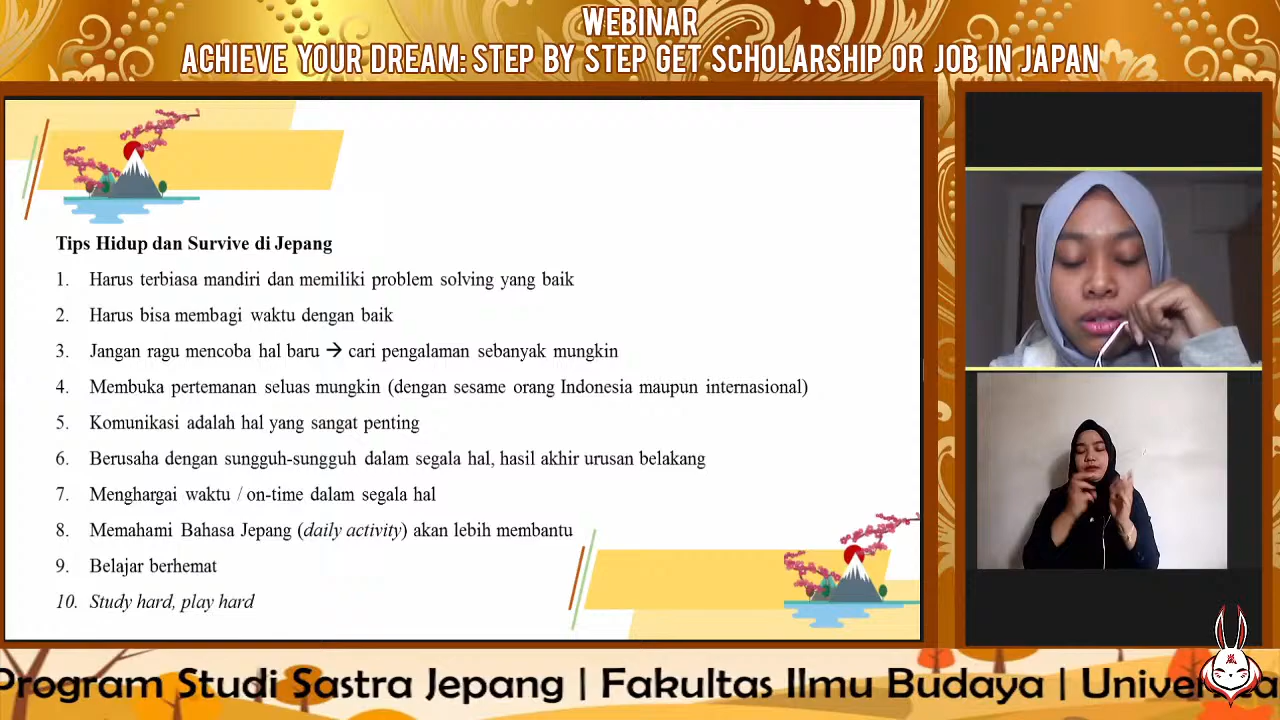 WEBINAR
ACHIEVE YOUR DREAM: STEP BY STEP GET SCHOLARSHIP OR JOB IN JAPAN
Tips Hidup dan Survive di Jepang
1. Harus terbiasa mandiri dan memiliki problem solving yang baik
2. Harus bisa membagi waktu dengan baik
3. Jangan ragu mencoba hal baru → cari pengalaman sebanyak mungkin
4. Membuka pertemanan seluas mungkin (dengan sesame orang Indonesia maupun internasional)
5. Komunikasi adalah hal yang sangat penting
6. Berusaha dengan sungguh-sungguh dalam segala hal, hasil akhir urusan belakang
7. Menghargai waktu / on-time dalam segala hal
8. Memahami Bahasa Jepang (daily activity) akan lebih membantu
9. Belajar berhemat
10. Study hard, play hard
Program Studi Sastra Jepang | Fakultas Ilmu Budaya |